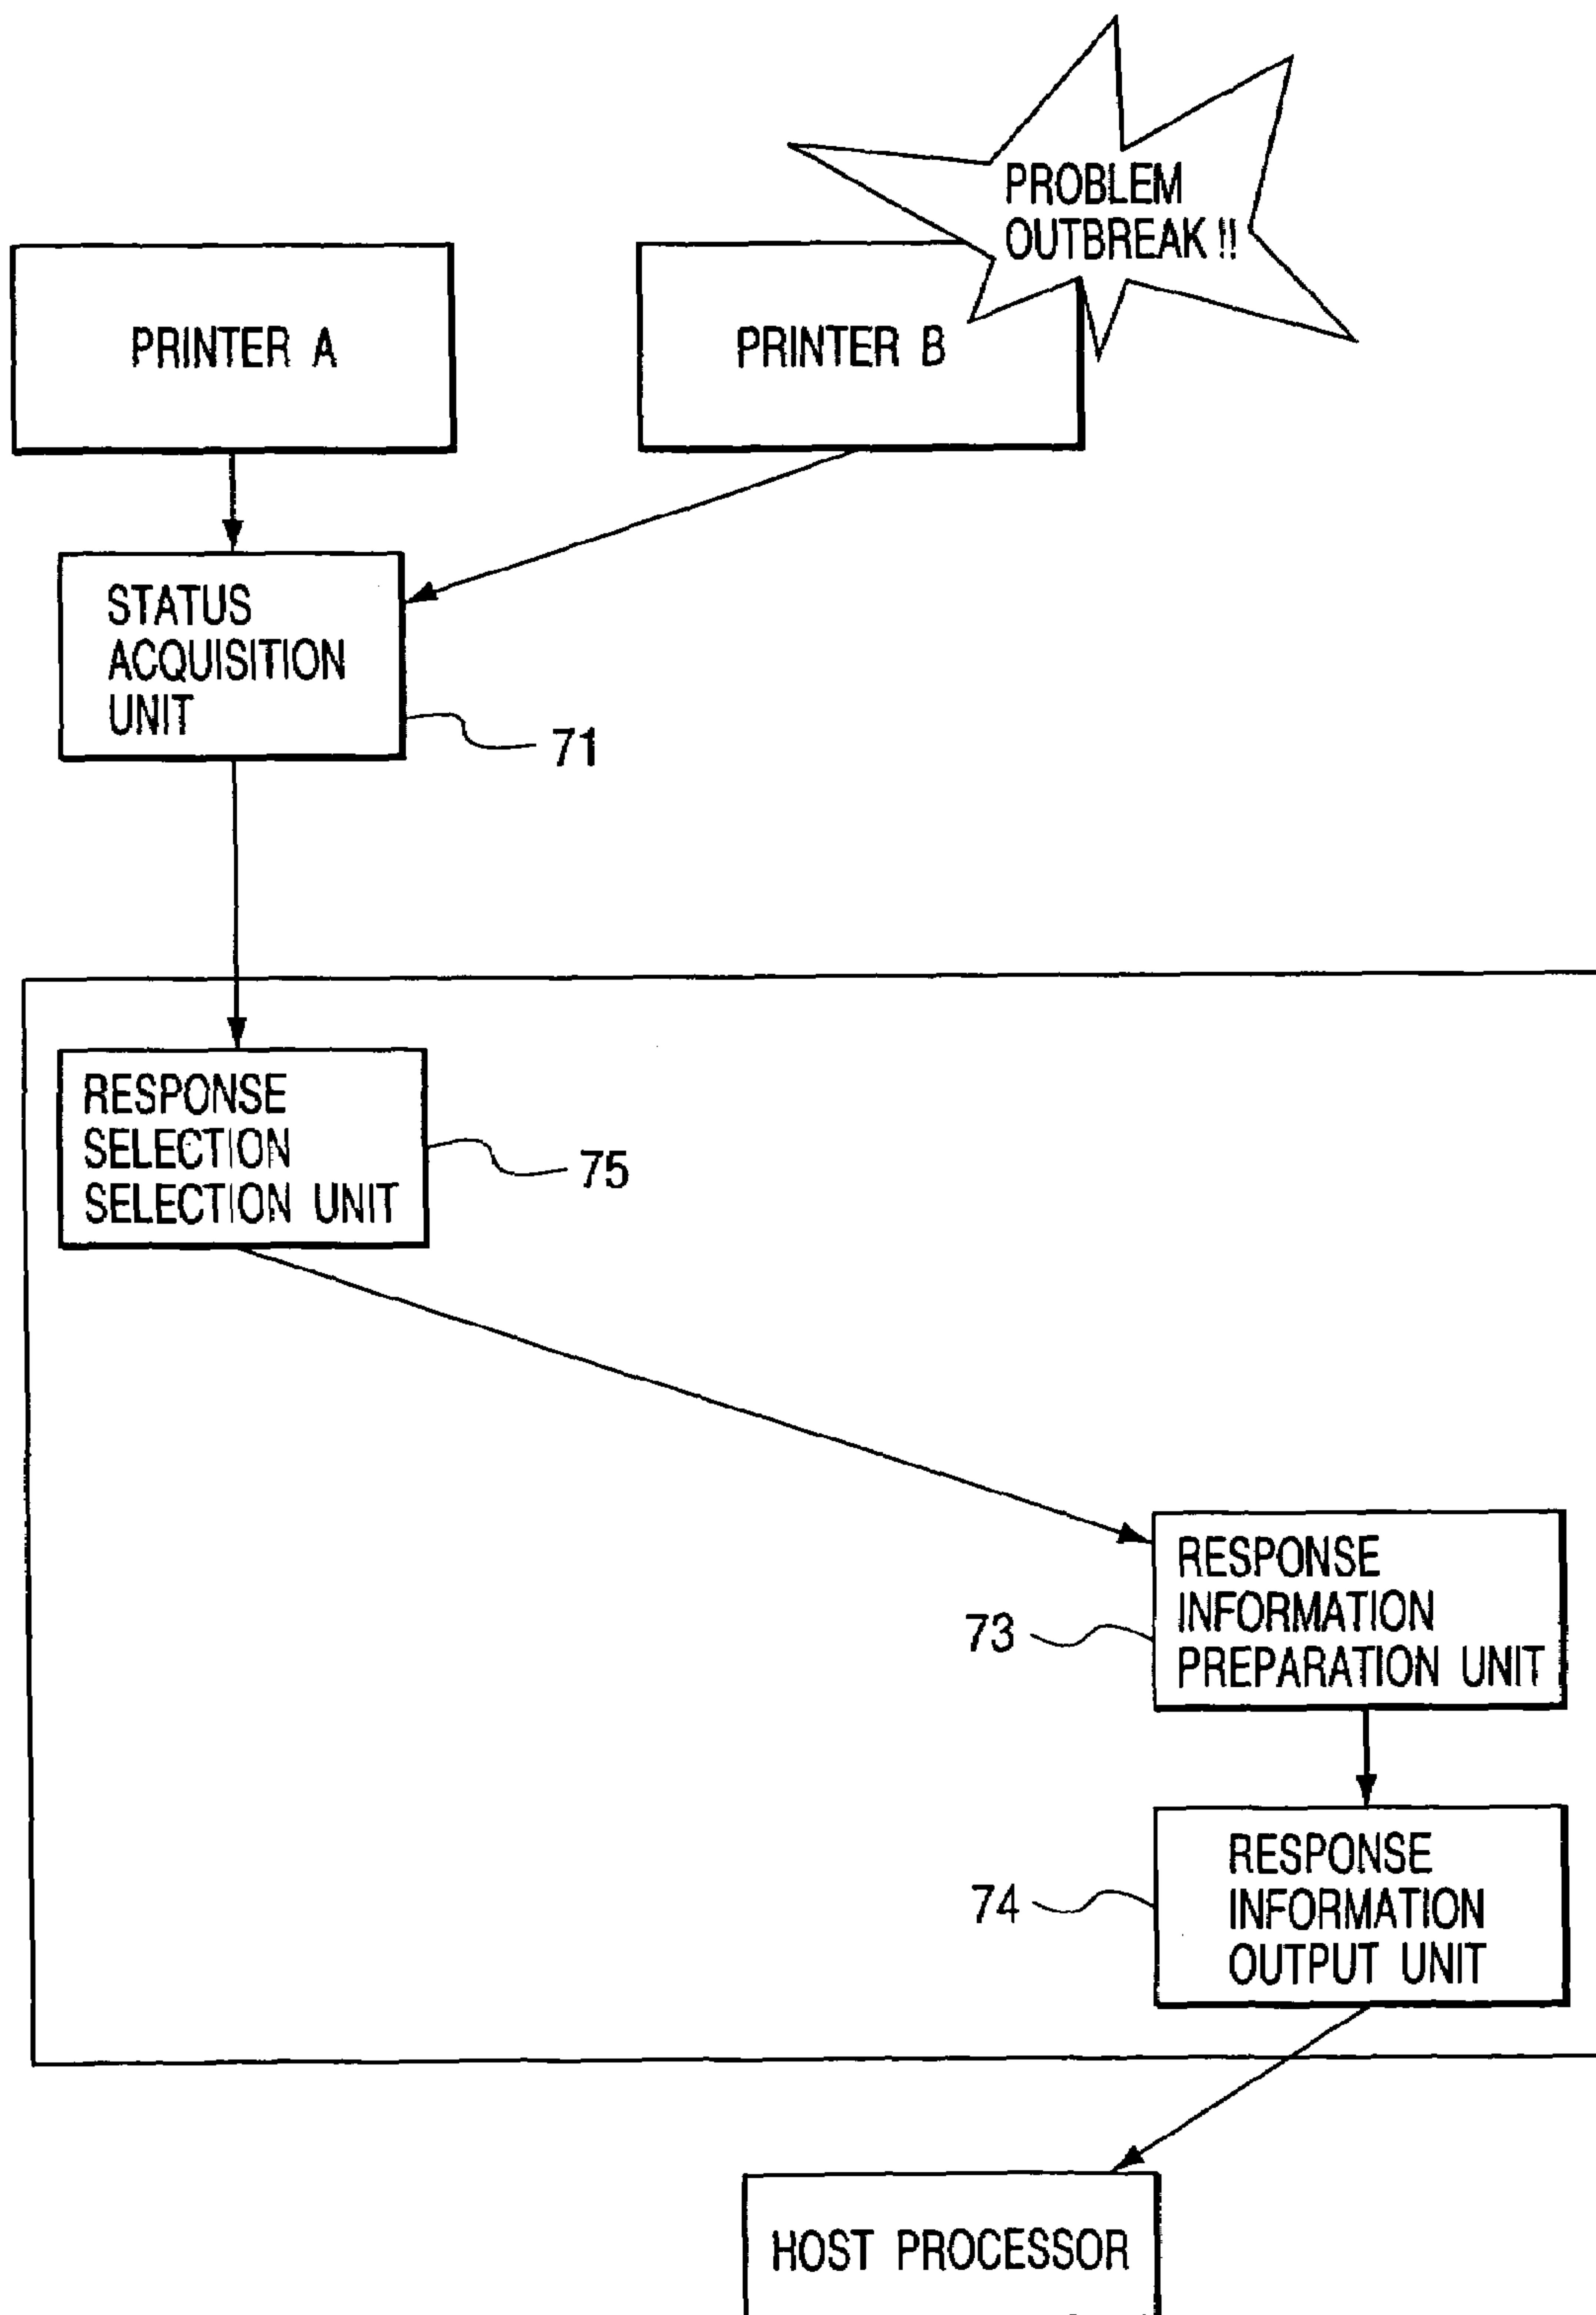 PROBLEM
OUTBREAK!!
PRINTER A
PRINTER B
STATUS
ACQUISITION
UNIT
71
RESPONSE
SELECTION
SELECTION UNIT
75
RESPONSE
INFORMATION
PREPARATION UNIT
73
RESPONSE
INFORMATION
OUTPUT UNIT
74
HOST PROCESSOR